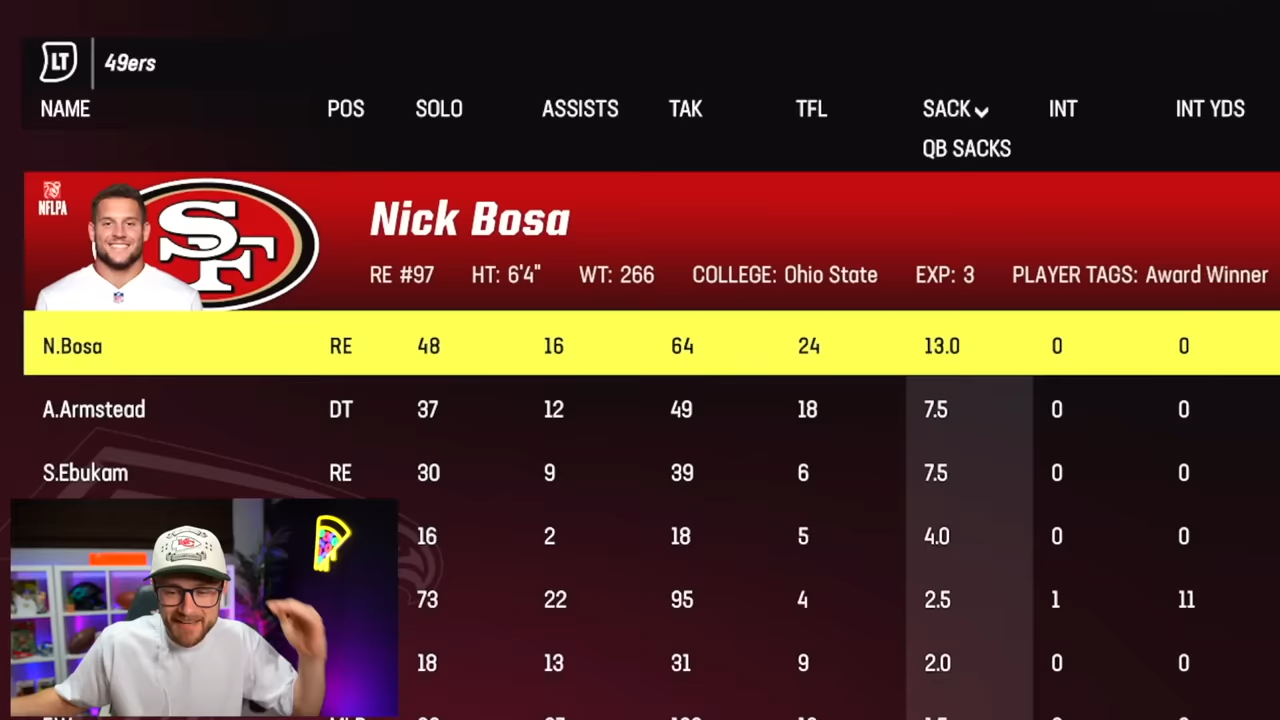 LT 49ers
NAME POS SOLO ASSISTS TAK TFL SACK INT INT YDS
QB SACKS
NFLPA
SF
Nick Bosa
RE #97 HT: 6'4" WT: 266 COLLEGE: Ohio State EXP: 3 PLAYER TAGS: Award Winner
N.Bosa RE 48 16 64 24 13.0 0 0
A.Armstead DT 37 12 49 18 7.5 0 0
S.Ebukam RE 30 9 39 6 7.5 0 0
16 2 18 5 4.0 0 0
73 22 95 4 2.5 1 11
18 13 31 9 2.0 0 0